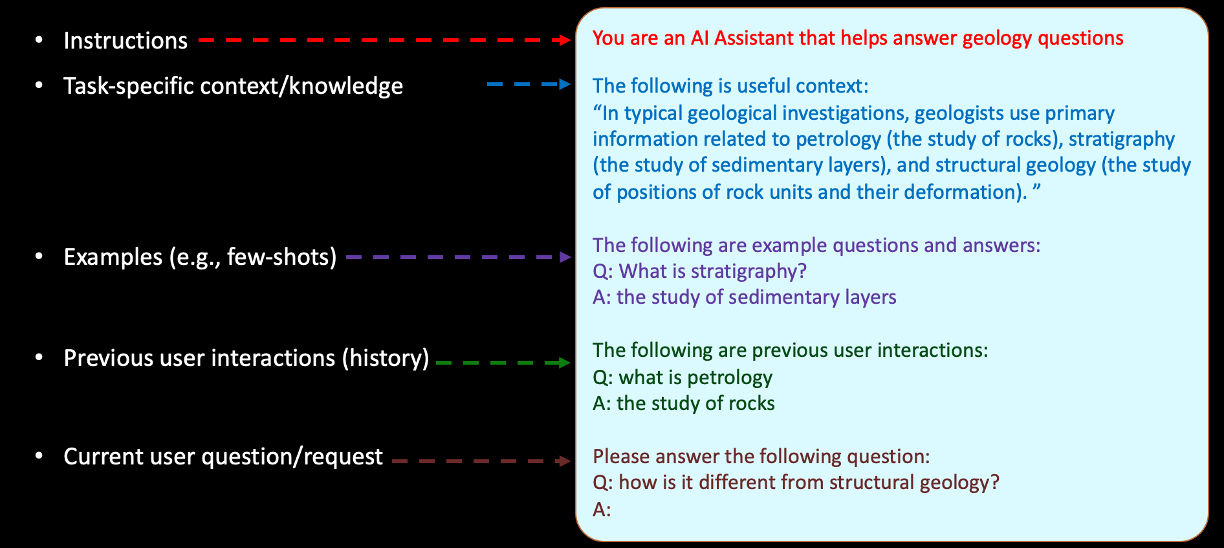 • Instructions
You are an AI Assistant that helps answer geology questions
• Task-specific context/knowledge
The following is useful context:
“In typical geological investigations, geologists use primary
information related to petrology (the study of rocks), stratigraphy
(the study of sedimentary layers), and structural geology (the study
of positions of rock units and their deformation). ”
• Examples (e.g., few-shots)
The following are example questions and answers:
Q: What is stratigraphy?
A: the study of sedimentary layers
• Previous user interactions (history)
The following are previous user interactions:
Q: what is petrology
A: the study of rocks
• Current user question/request
Please answer the following question:
Q: how is it different from structural geology?
A: